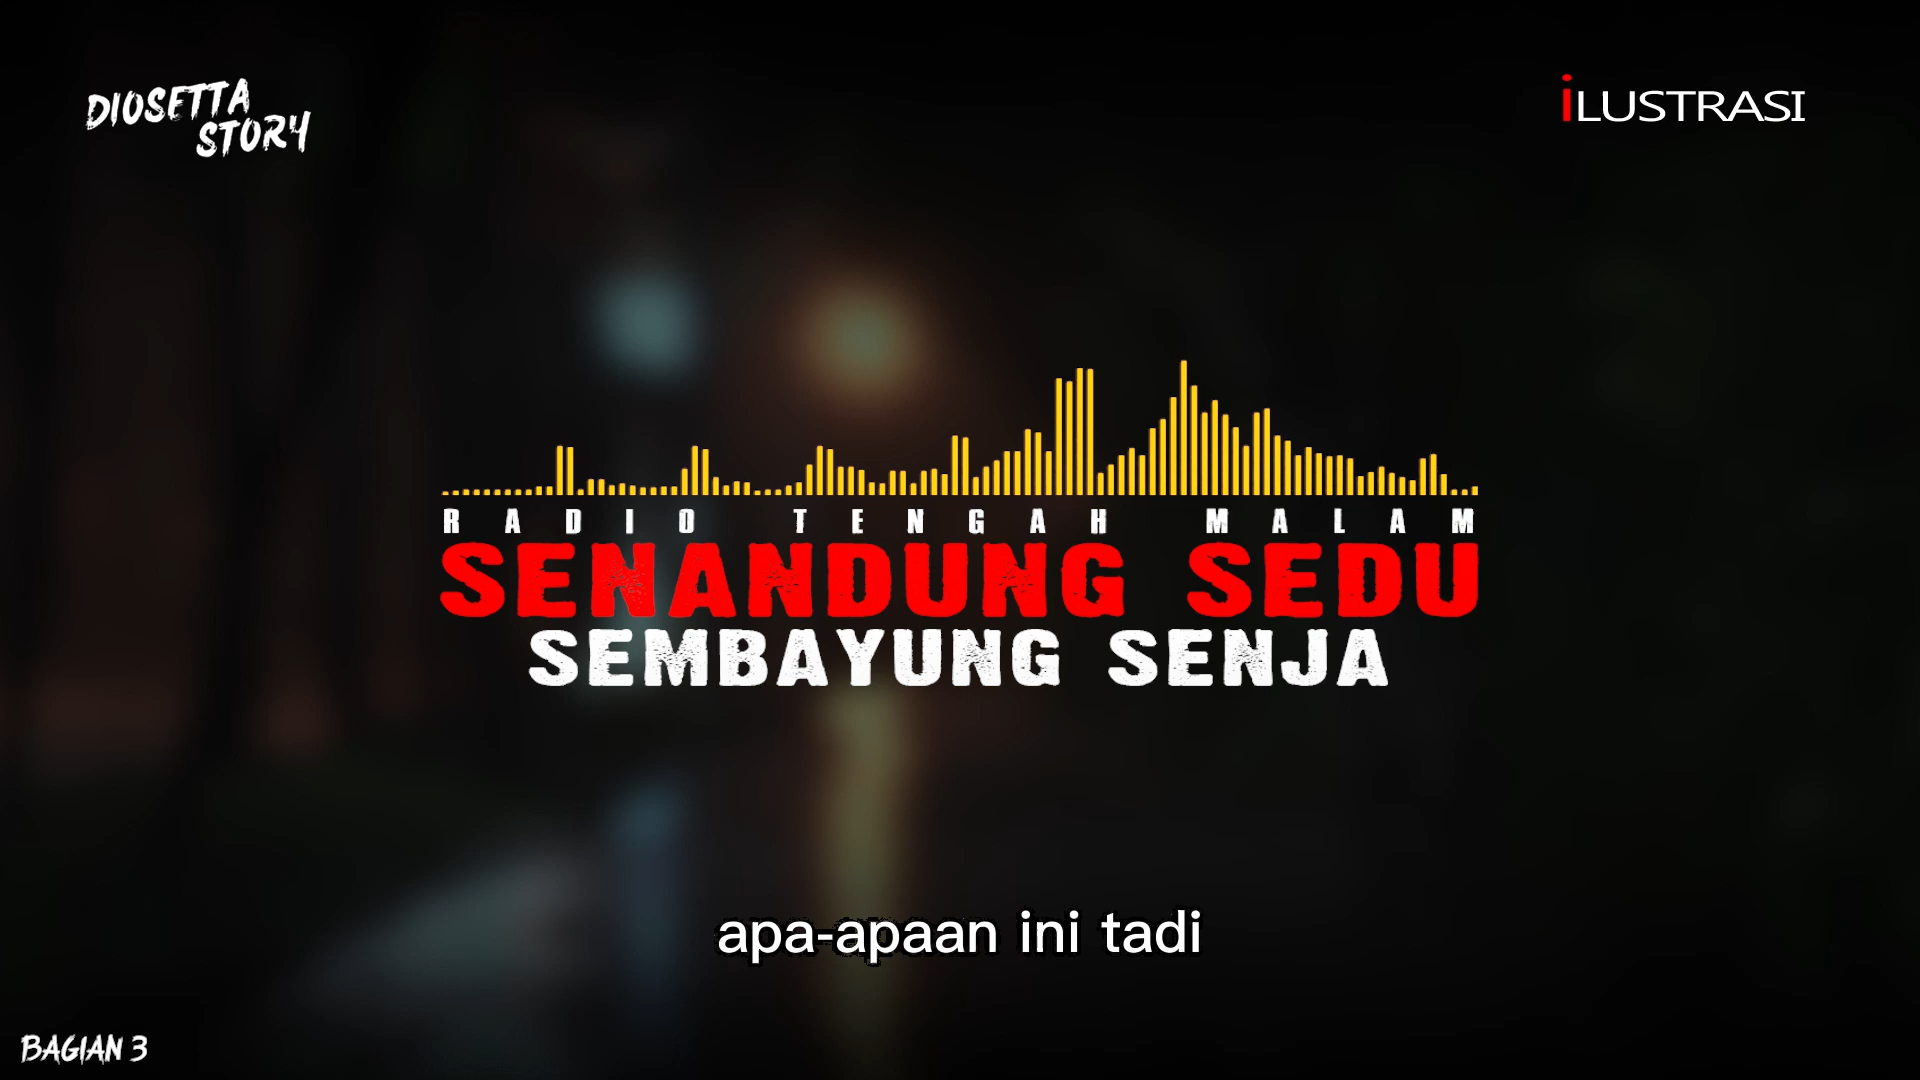 DIOSETTA
STORY
iLUSTRASI
RADIO TENGAH MALAM
SENANDUNG SEDU
SEMBAYUNG SENJA
apa-apaan ini tadi
BAGIAN 3